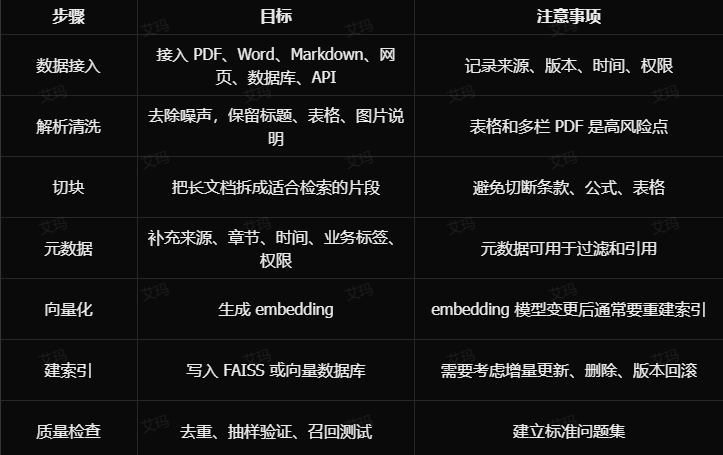 步骤 目标 注意事项
数据接入 接入 PDF、Word、Markdown、网页、数据库、API 记录来源、版本、时间、权限
解析清洗 去除噪声，保留标题、表格、图片说明 表格和多栏 PDF 是高风险点
切块 把长文档拆成适合检索的片段 避免切断条款、公式、表格
元数据 补充来源、章节、时间、业务标签、权限 元数据可用于过滤和引用
向量化 生成 embedding embedding 模型变更后通常要重建索引
建索引 写入 FAISS 或向量数据库 需要考虑增量更新、删除、版本回滚
质量检查 去重、抽样验证、召回测试 建立标准问题集
艾玛